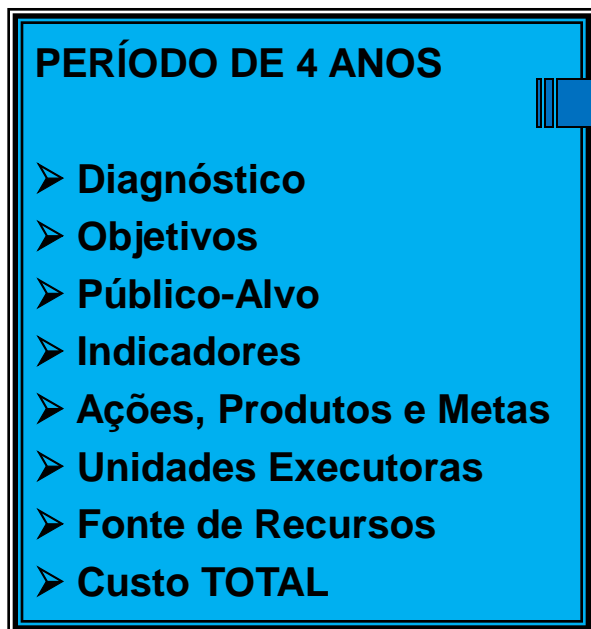 PERÍODO DE 4 ANOS
➢ Diagnóstico
➢ Objetivos
➢ Público-Alvo
➢ Indicadores
➢ Ações, Produtos e Metas
➢ Unidades Executoras
➢ Fonte de Recursos
➢ Custo TOTAL